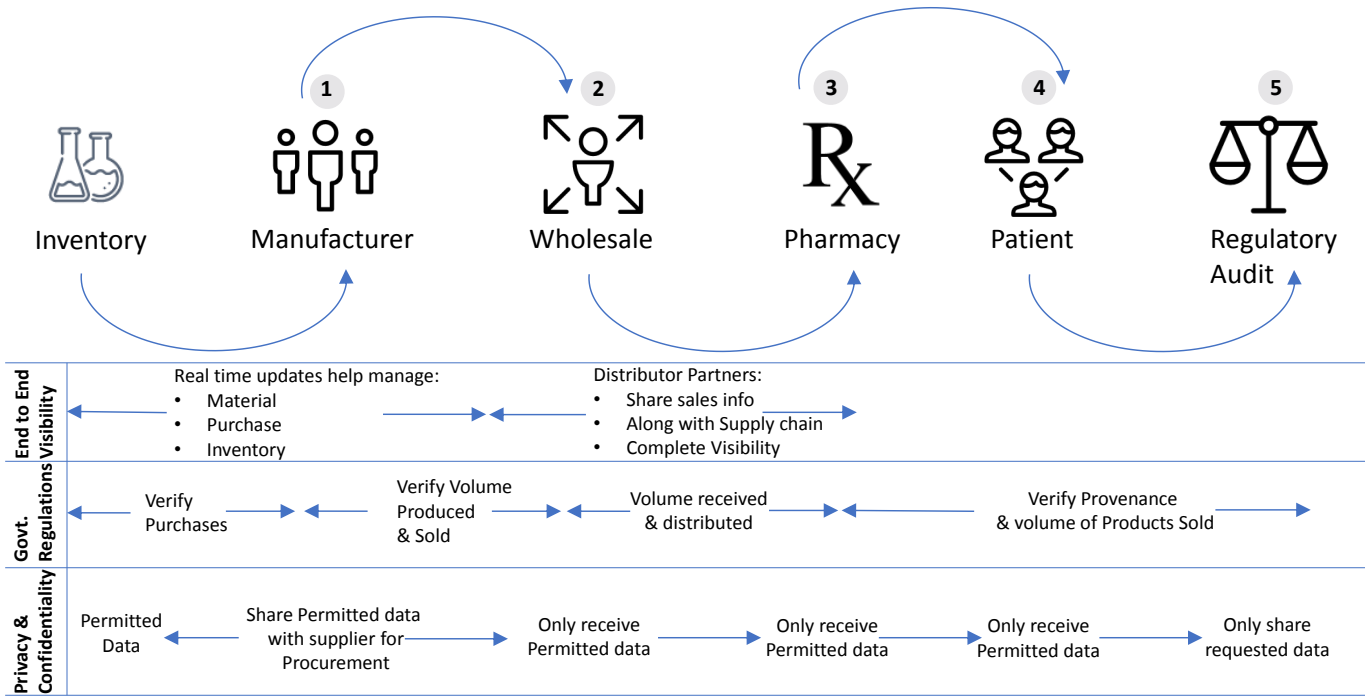 1
2
3
4
5
Rx
Inventory
Manufacturer
Wholesale
Pharmacy
Patient
Regulatory
Audit
End to End
Visibility
Real time updates help manage:
• Material
• Purchase
• Inventory
Distributor Partners:
• Share sales info
• Along with Supply chain
• Complete Visibility
Govt.
Regulations
Verify
Purchases
Verify Volume
Produced
& Sold
Volume received
& distributed
Verify Provenance
& volume of Products Sold
Privacy &
Confidentiality
Permitted
Data
Share Permitted data
with supplier for
Procurement
Only receive
Permitted data
Only receive
Permitted data
Only receive
Permitted data
Only share
requested data